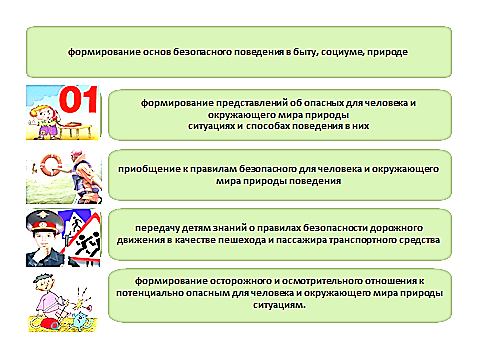 формирование основ безопасного поведения в быту, социуме, природе
01
формирование представлений об опасных для человека и
окружающего мира природы
ситуациях и способах поведения в них
приобщение к правилам безопасного для человека и окружающего
мира природы поведения
передачу детям знаний о правилах безопасности дорожного
движения в качестве пешехода и пассажира транспортного средства
формирование осторожного и осмотрительного отношения к
потенциально опасным для человека и окружающего мира природы
ситуациям.